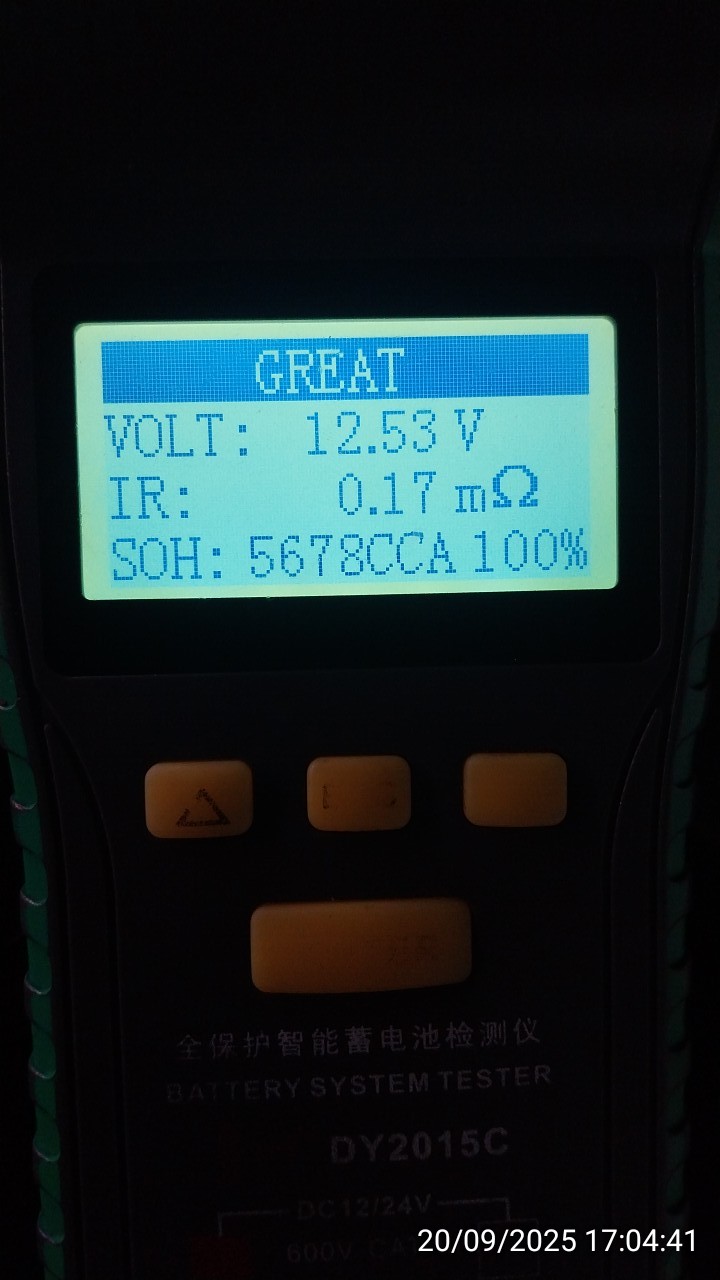 GREAT
VOLT: 12.53 V
IR: 0.17 mΩ
SOH: 5678CCA 100%
全保护智能蓄电池检测仪
BATTERY SYSTEM TESTER
DY2015C
DC12/24V
600V
20/09/2025 17:04:41